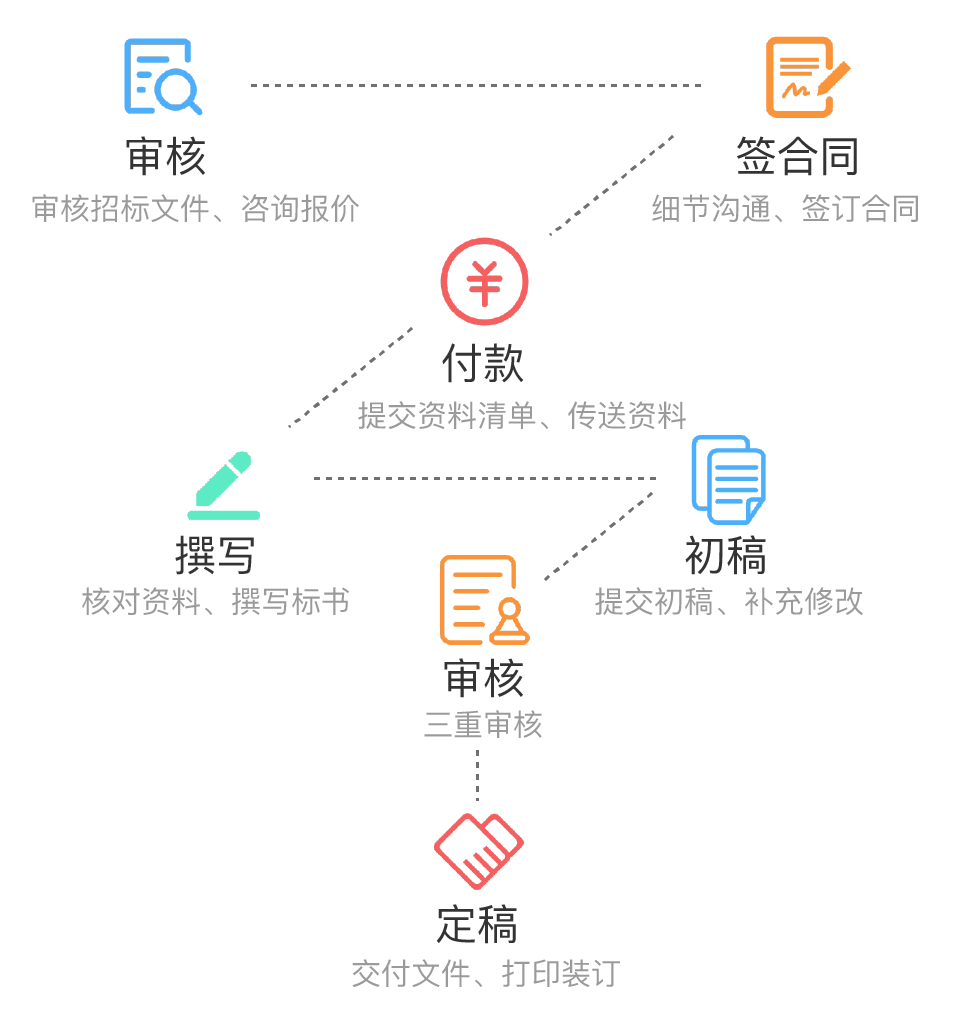 审核
审核招标文件、咨询报价
签合同
细节沟通、签订合同
付款
提交资料清单、传送资料
撰写
核对资料、撰写标书
初稿
提交初稿、补充修改
审核
三重审核
定稿
交付文件、打印装订